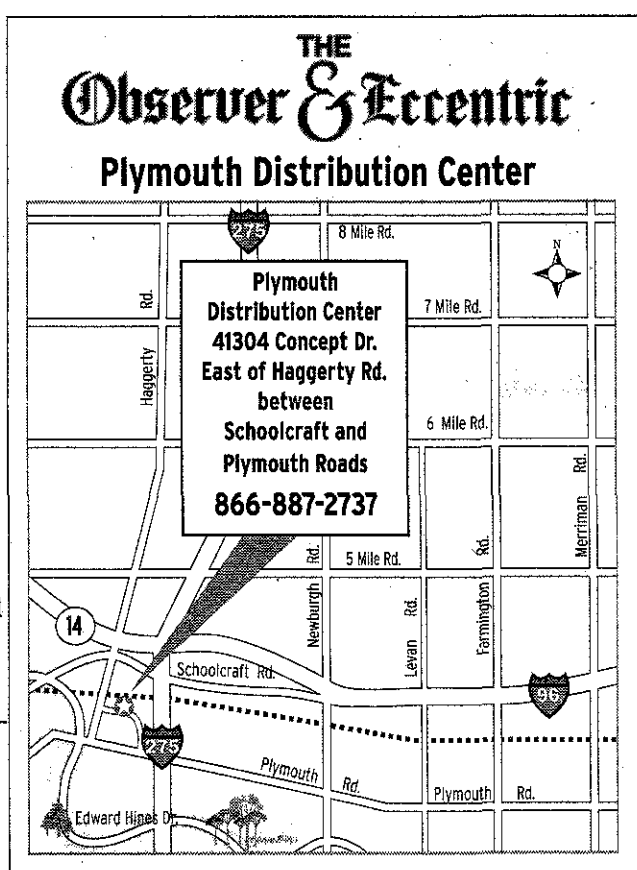 THE
Observer & Eccentric
Plymouth Distribution Center
275
8 Mile Rd.
N
Plymouth
Distribution Center
41304 Concept Dr.
East of Haggerty Rd.
between
Schoolcraft and
Plymouth Roads
866-887-2737
7 Mile Rd.
Haggerty Rd.
6 Mile Rd.
Merriman Rd.
5 Mile Rd.
Newburgh Rd.
Levan Rd.
Farmington Rd.
14
Schoolcraft Rd.
96
275
Plymouth Rd.
Plymouth Rd.
Edward Hines Dr.